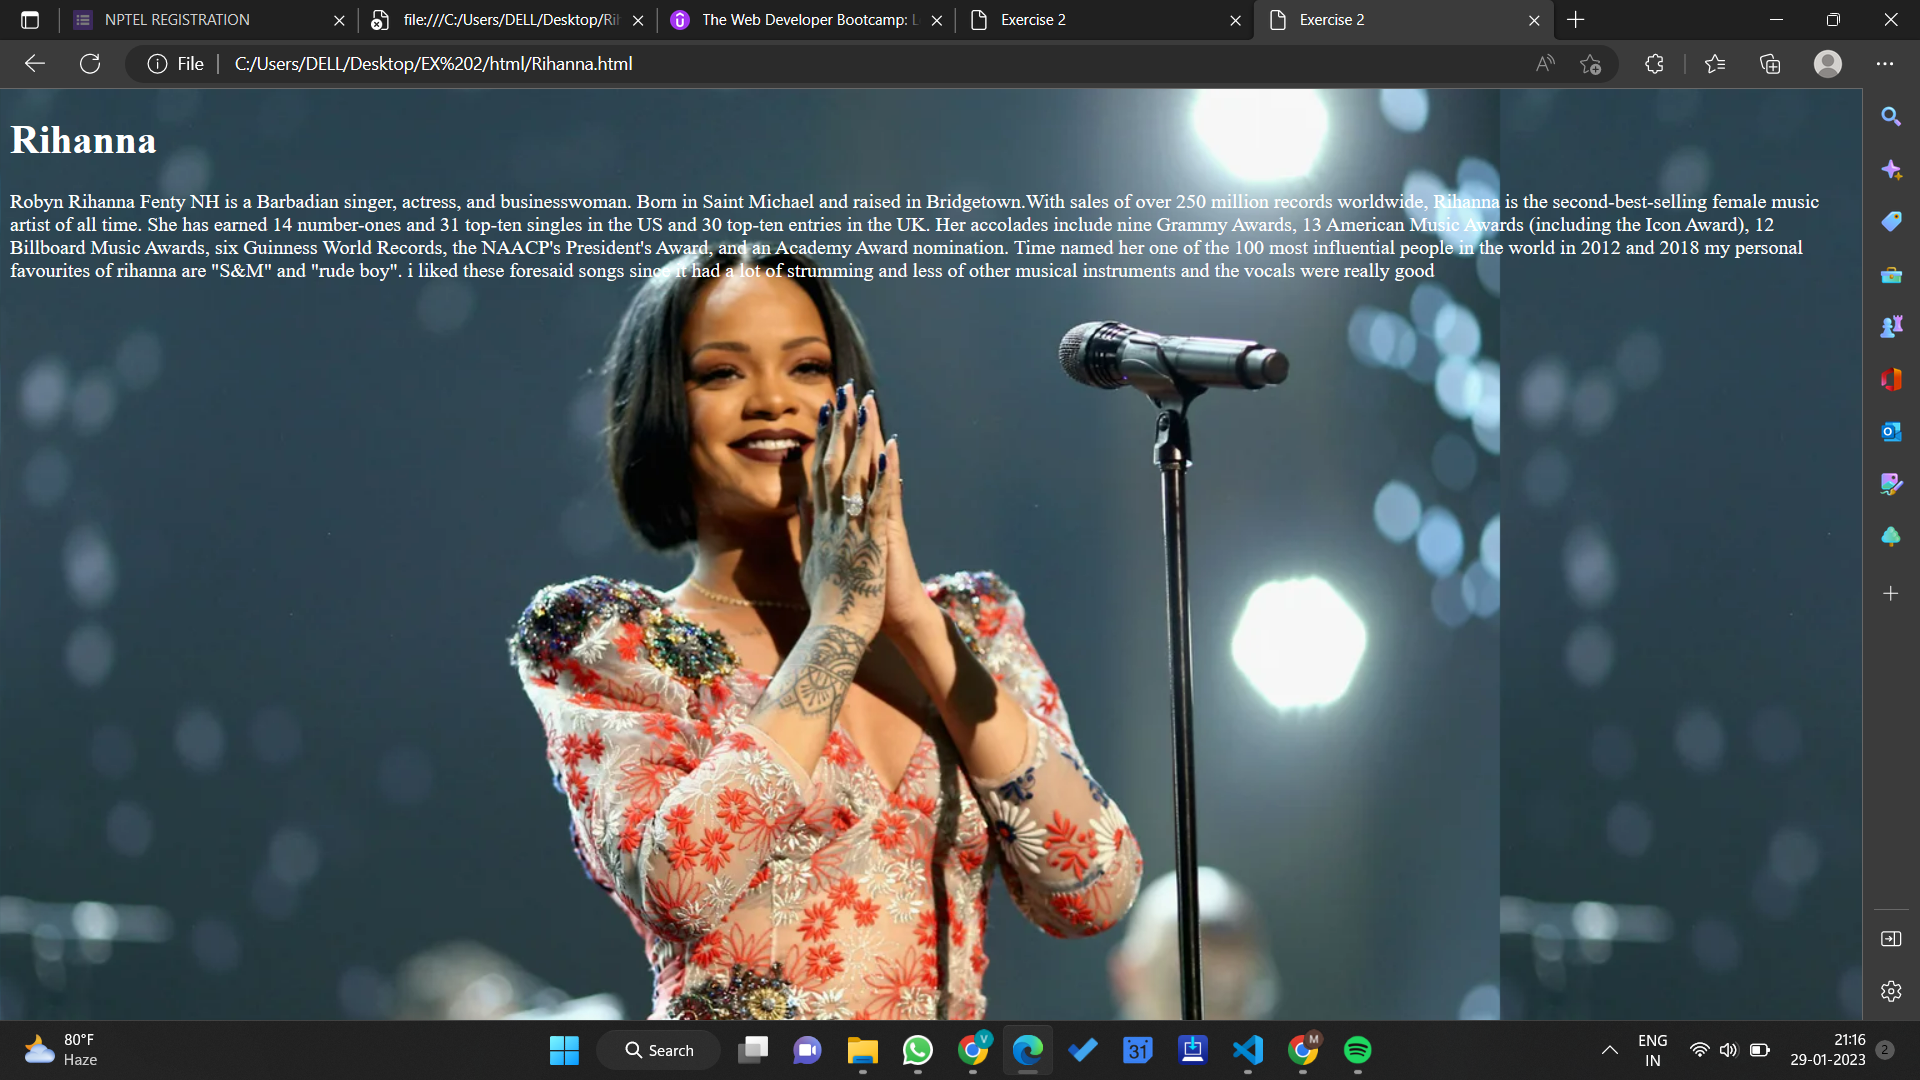 NPTEL REGISTRATION
file:///C:/Users/DELL/Desktop/Rih
The Web Developer Bootcamp: L
Exercise 2
Exercise 2
File
C:/Users/DELL/Desktop/EX%202/html/Rihanna.html
Rihanna
Robyn Rihanna Fenty NH is a Barbadian singer, actress, and businesswoman. Born in Saint Michael and raised in Bridgetown.With sales of over 250 million records worldwide, Rihanna is the second-best-selling female music
artist of all time. She has earned 14 number-ones and 31 top-ten singles in the US and 30 top-ten entries in the UK. Her accolades include nine Grammy Awards, 13 American Music Awards (including the Icon Award), 12
Billboard Music Awards, six Guinness World Records, the NAACP's President's Award, and an Academy Award nomination. Time named her one of the 100 most influential people in the world in 2012 and 2018 my personal
favourites of rihanna are "S&M" and "rude boy". i liked these foresaid songs since it had a lot of strumming and less of other musical instruments and the vocals were really good
80°F
Haze
Search
V
31
M
ENG
IN
21:16
29-01-2023
2